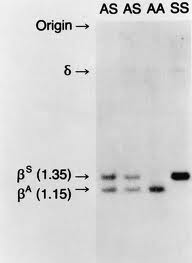 AS AS AA SS
Origin →
δ →
βS (1.35) →
βA (1.15) →